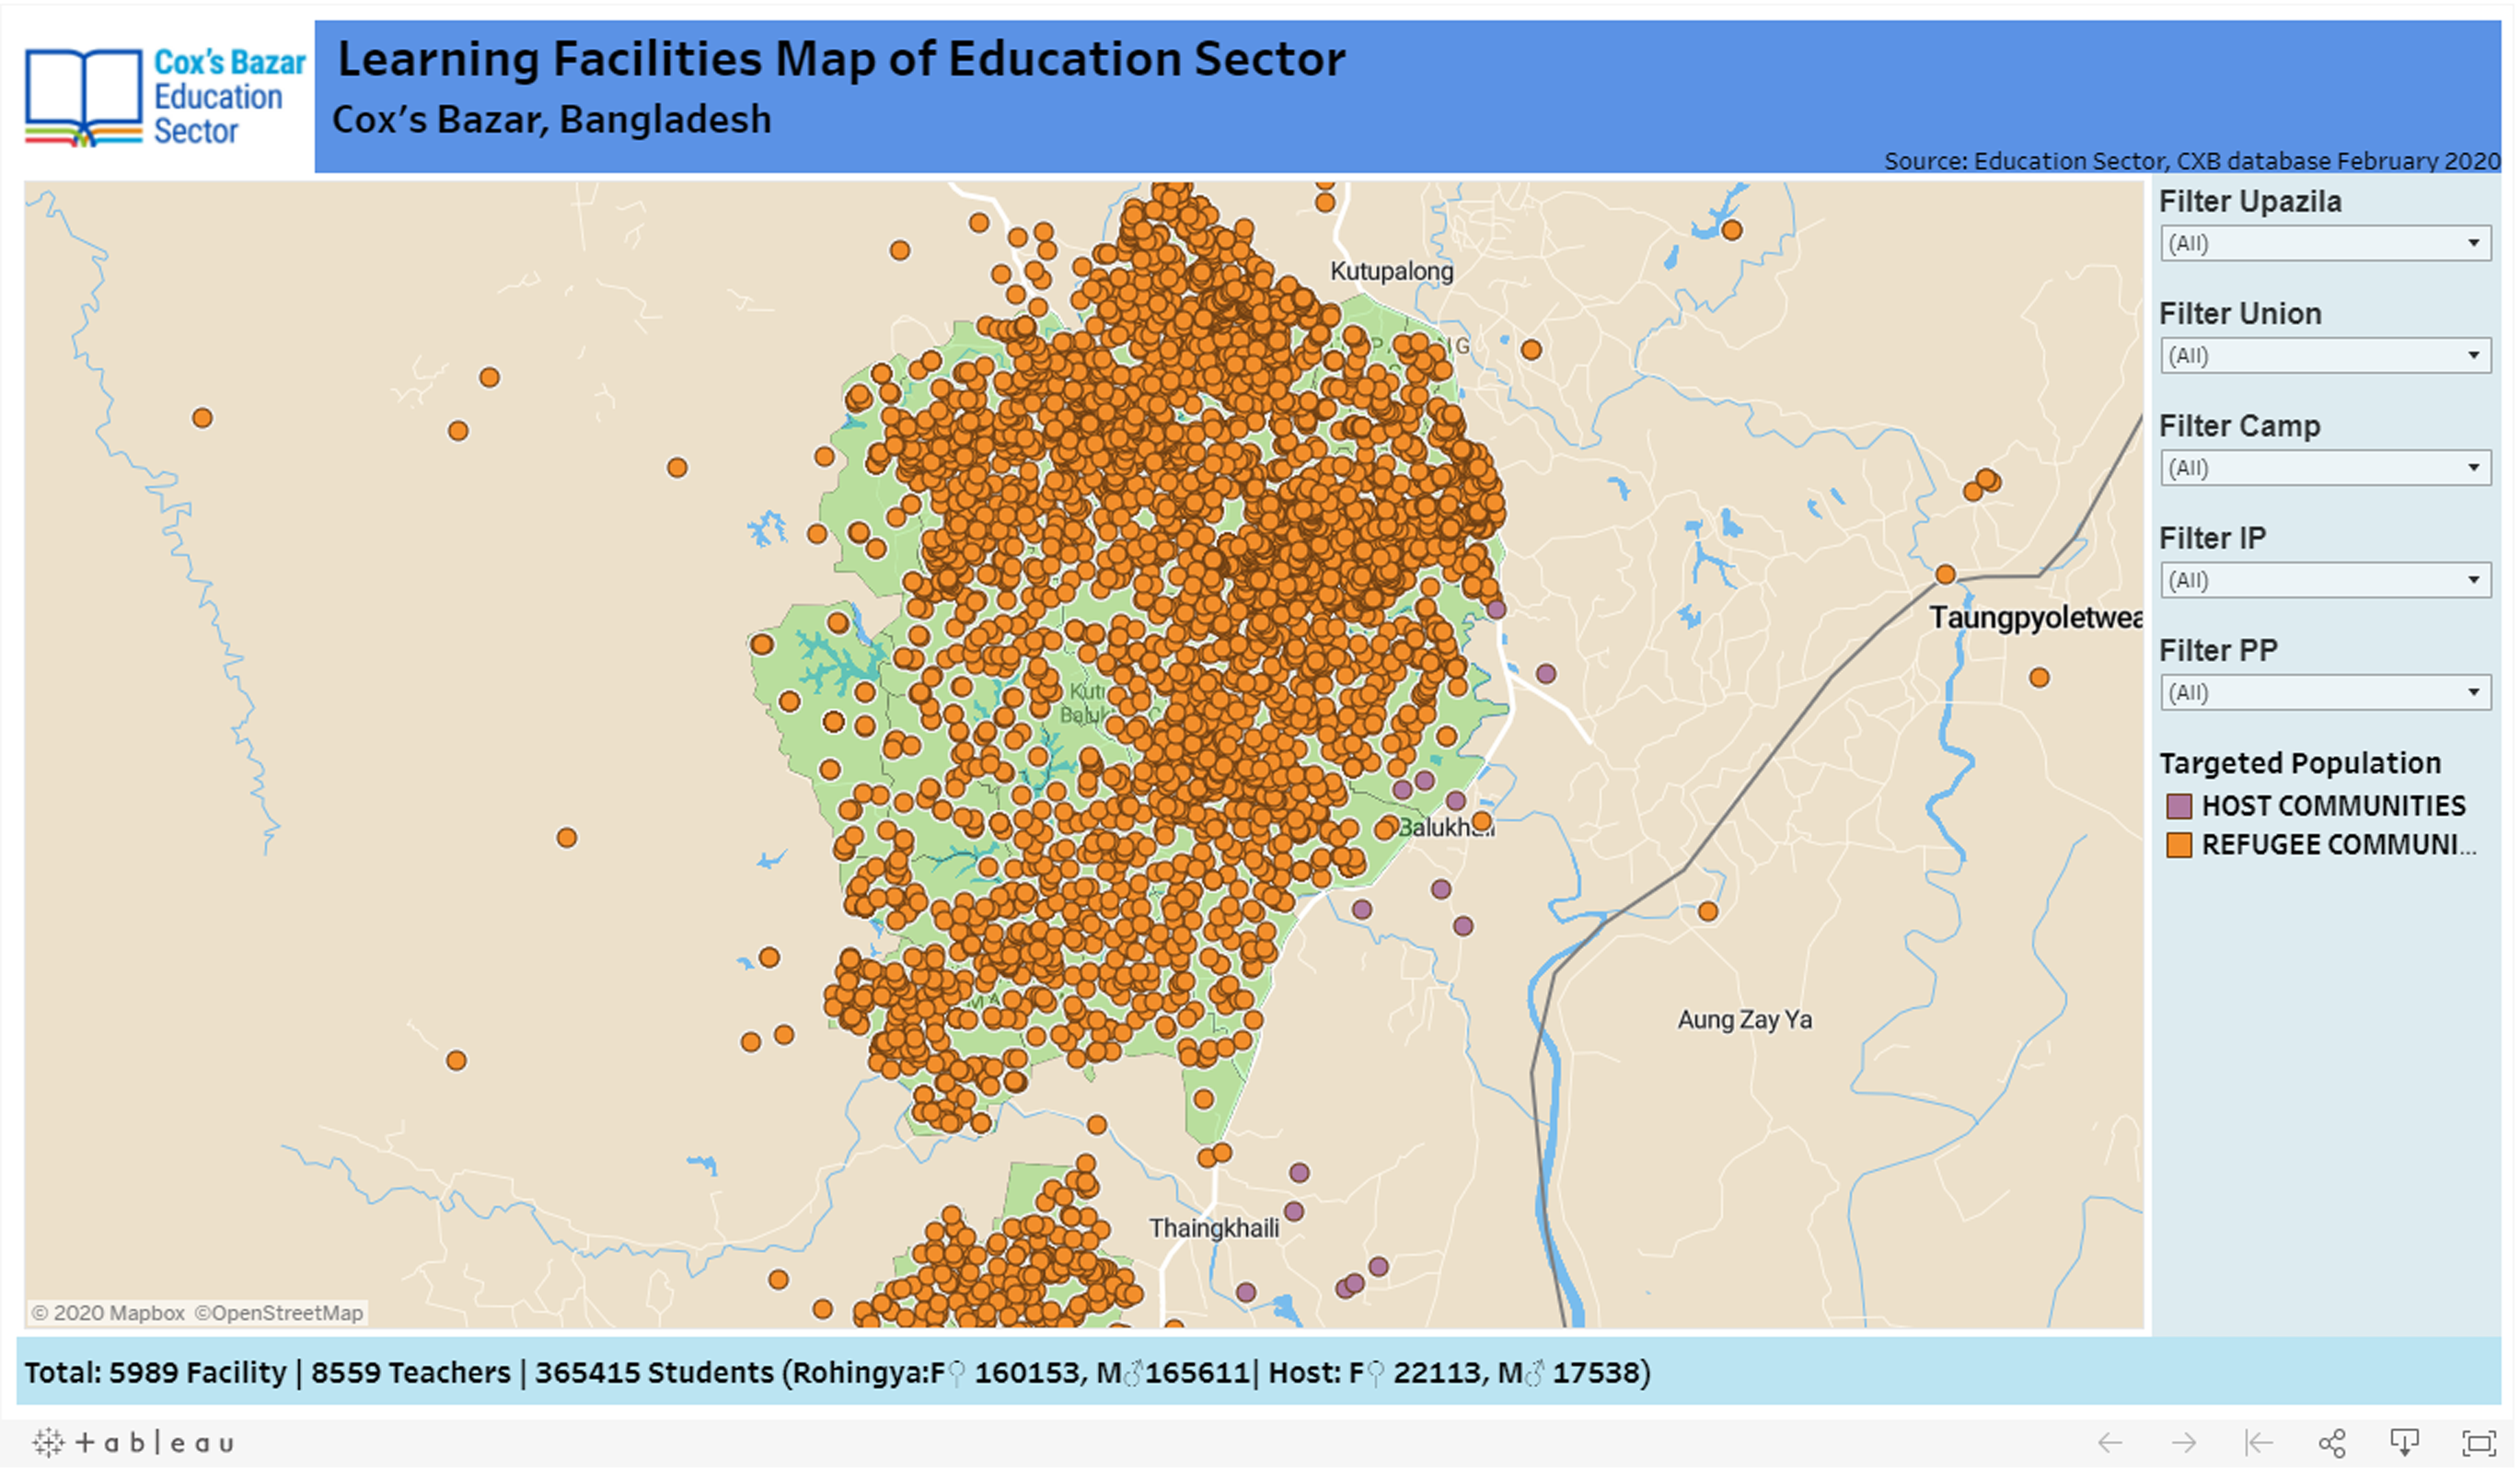 Cox's Bazar
Education
Sector
Learning Facilities Map of Education Sector
Cox's Bazar, Bangladesh
Source: Education Sector, CXB database February 2020
Filter Upazila
(All)
Filter Union
(All)
Filter Camp
(All)
Filter IP
(All)
Filter PP
(All)
Targeted Population
HOST COMMUNITIES
REFUGEE COMMUNI...
Kutupalong
Taungpyoletwea
Aung Zay Ya
Thaingkhaili
© 2020 Mapbox ©OpenStreetMap
Total: 5989 Facility | 8559 Teachers | 365415 Students (Rohingya:F♀ 160153, M♂165611| Host: F♀ 22113, M♂ 17538)
+ableau